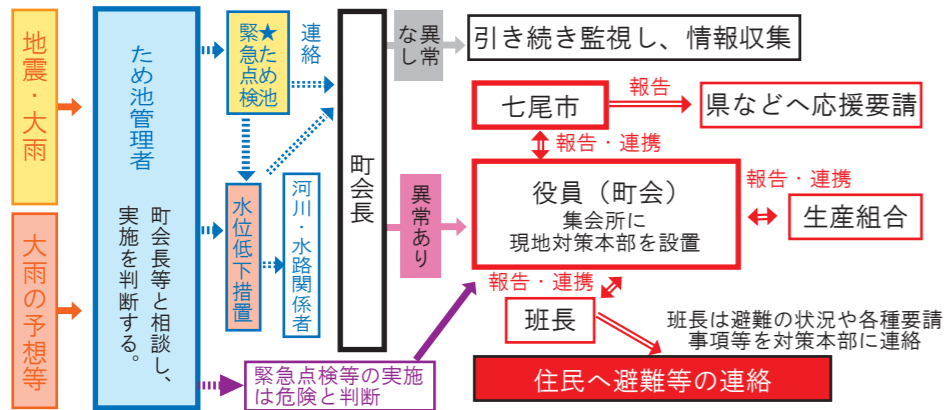 地震・大雨
大雨の予想等
ため池管理者
町会長等と相談し、
実施を判断する。
★ため池
緊急点検
連絡
水位低下措置
河川・水路関係者
緊急点検等の実施
は危険と判断
町会長
異常
なし
引き続き監視し、情報収集
異常あり
七尾市
報告
県などへ応援要請
報告・連携
役員（町会）
集会所に
現地対策本部を設置
報告・連携
生産組合
報告・連携
班長
班長は避難の状況や各種要請
事項等を対策本部に連絡
住民へ避難等の連絡